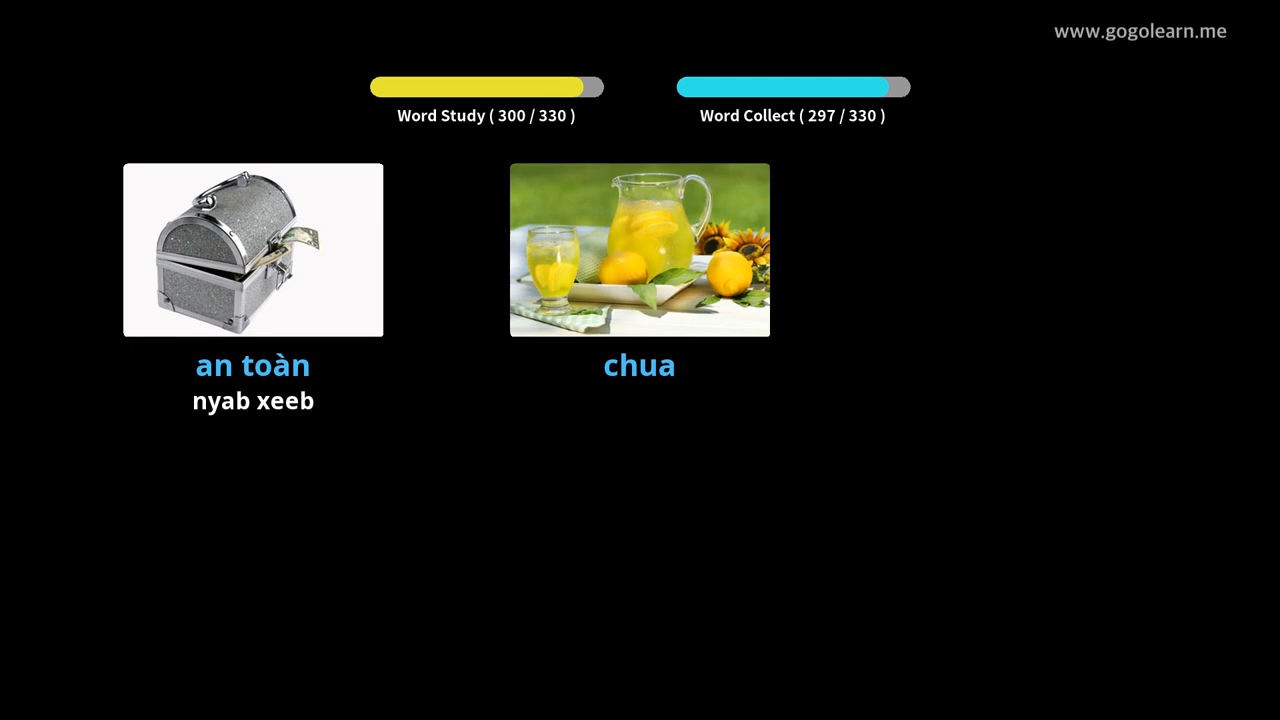 www.gogolearn.me
Word Study ( 300 / 330 )
Word Collect ( 297 / 330 )
an toàn
nyab xeeb
chua